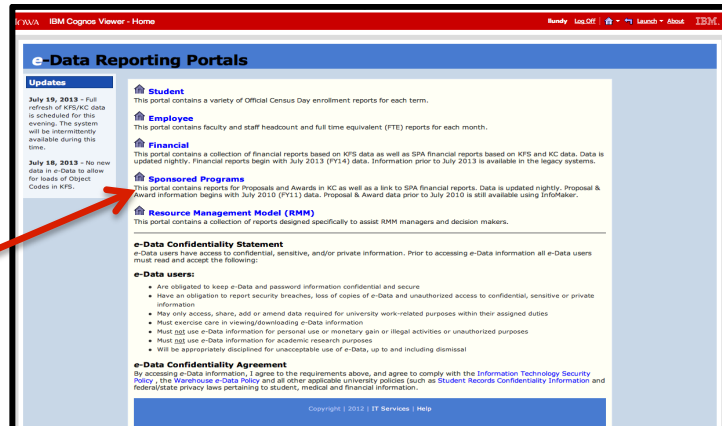 IOWA IBM Cognos Viewer - Home llundy Log Off Launch About IBM.
e-Data Reporting Portals
Updates
July 19, 2013 - Full
refresh of KFS/KC data
is scheduled for this
evening. The system
will be intermittently
available during this
time.
July 18, 2013 - No new
data in e-Data to allow
for loads of Object
Codes in KFS.
Student
This portal contains a variety of Official Census Day enrollment reports for each term.
Employee
This portal contains faculty and staff headcount and full time equivalent (FTE) reports for each month.
Financial
This portal contains a collection of financial reports based on KFS data as well as SPA financial reports based on KFS and KC data. Data is
updated nightly. Financial reports begin with July 2013 (FY14) data. Information prior to July 2013 is available in the legacy systems.
Sponsored Programs
This portal contains reports for Proposals and Awards in KC as well as a link to SPA financial reports. Data is updated nightly. Proposal &
Award information begins with July 2010 (FY11) data. Proposal & Award data prior to July 2010 is still available using InfoMaker.
Resource Management Model (RMM)
This portal contains a collection of reports designed specifically to assist RMM managers and decision makers.
e-Data Confidentiality Statement
e-Data users have access to confidential, sensitive, and/or private information. Prior to accessing e-Data information all e-Data users
must read and accept the following:
e-Data users:
• Are obligated to keep e-Data and password information confidential and secure
• Have an obligation to report security breaches, loss of copies of e-Data and unauthorized access to confidential, sensitive or private
information
• May only access, share, add or amend data required for university work-related purposes within their assigned duties
• Must exercise care in viewing/downloading e-Data information
• Must not use e-Data information for personal use or monetary gain or illegal activities or unauthorized purposes
• Must not use e-Data information for academic research purposes
• Will be appropriately disciplined for unacceptable use of e-Data, up to and including dismissal
e-Data Confidentiality Agreement
By accessing e-Data information, I agree to the requirements above, and agree to comply with the Information Technology Security
Policy , the Warehouse e-Data Policy and all other applicable university policies (such as Student Records Confidentiality Information and
federal/state privacy laws pertaining to student, medical and financial information.
Copyright | 2012 | IT Services | Help